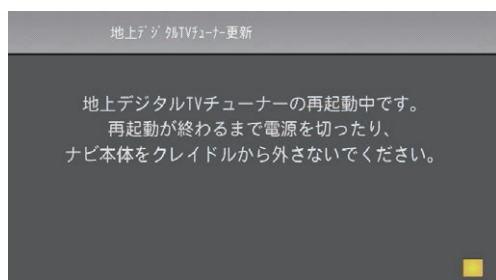 地上ﾃﾞｼﾞﾀﾙTVﾁｭｰﾅｰ更新
地上デジタルTVチューナーの再起動中です。
再起動が終わるまで電源を切ったり、
ナビ本体をクレイドルから外さないでください。